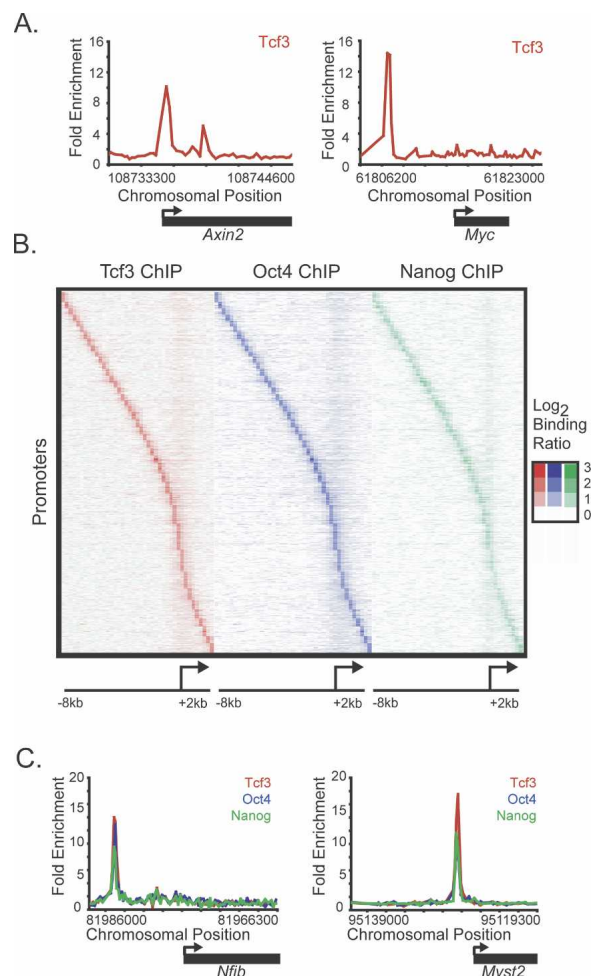 A.
Tcf3
Fold Enrichment
16
12
8
4
0
108733300
108744600
Chromosomal Position
Axin2
Tcf3
Fold Enrichment
16
12
8
4
0
61806200
61823000
Chromosomal Position
Myc
B.
Tcf3 ChIP
Oct4 ChIP
Nanog ChIP
Promoters
Log2
Binding
Ratio
3
2
1
0
-8kb
+2kb
-8kb
+2kb
-8kb
+2kb
C.
Tcf3
Oct4
Nanog
Fold Enrichment
20
15
10
5
0
81986000
81966300
Chromosomal Position
Nfib
Tcf3
Oct4
Nanog
Fold Enrichment
20
15
10
5
0
95139000
95119300
Chromosomal Position
Myst2